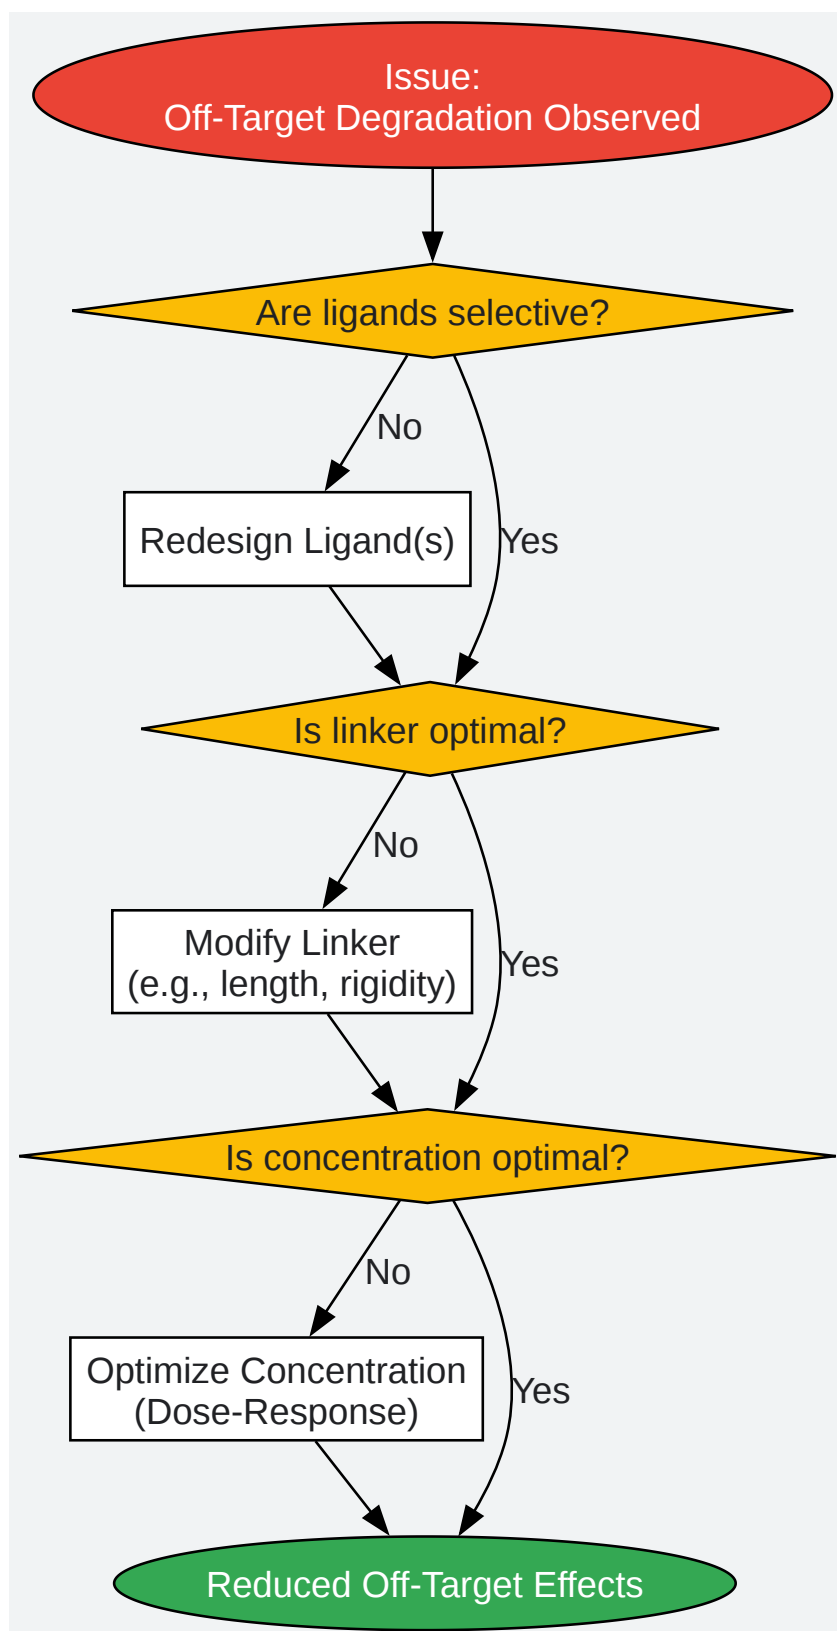 Issue:
Off-Target Degradation Observed
Are ligands selective?
No
Redesign Ligand(s)
Yes
Is linker optimal?
No
Modify Linker
(e.g., length, rigidity)
Yes
Is concentration optimal?
No
Optimize Concentration
(Dose-Response)
Yes
Reduced Off-Target Effects